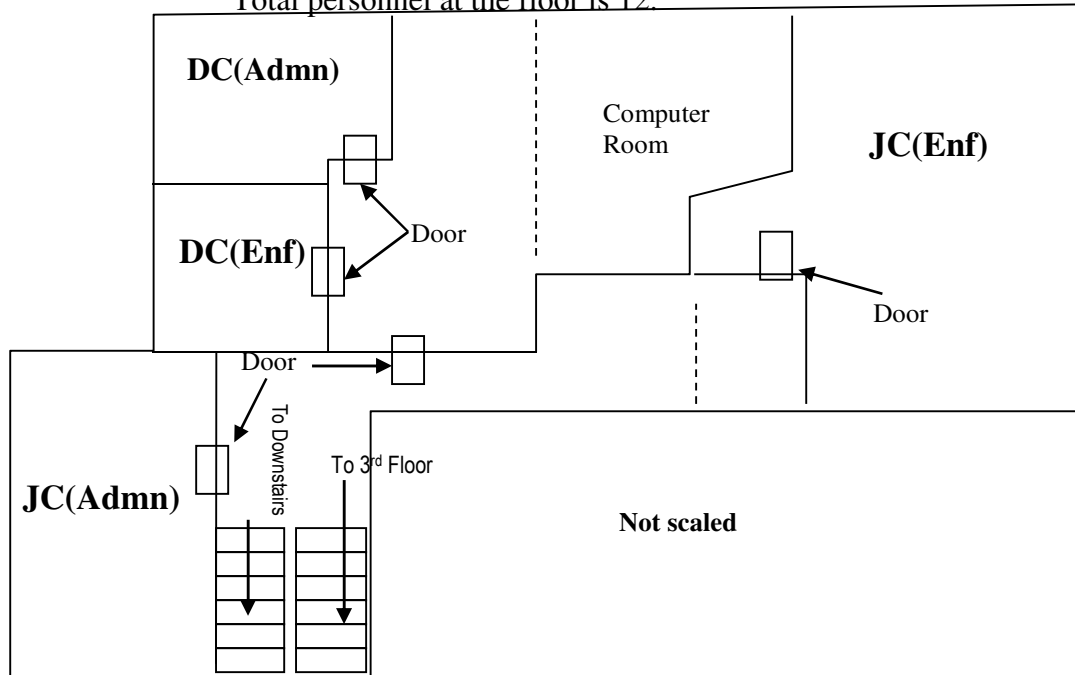 Total personnel at the floor is 12.
DC(Admn)
Computer
Room
JC(Enf)
DC(Enf)
Door
Door
Door
To Downstairs
To 3rd Floor
JC(Admn)
Not scaled